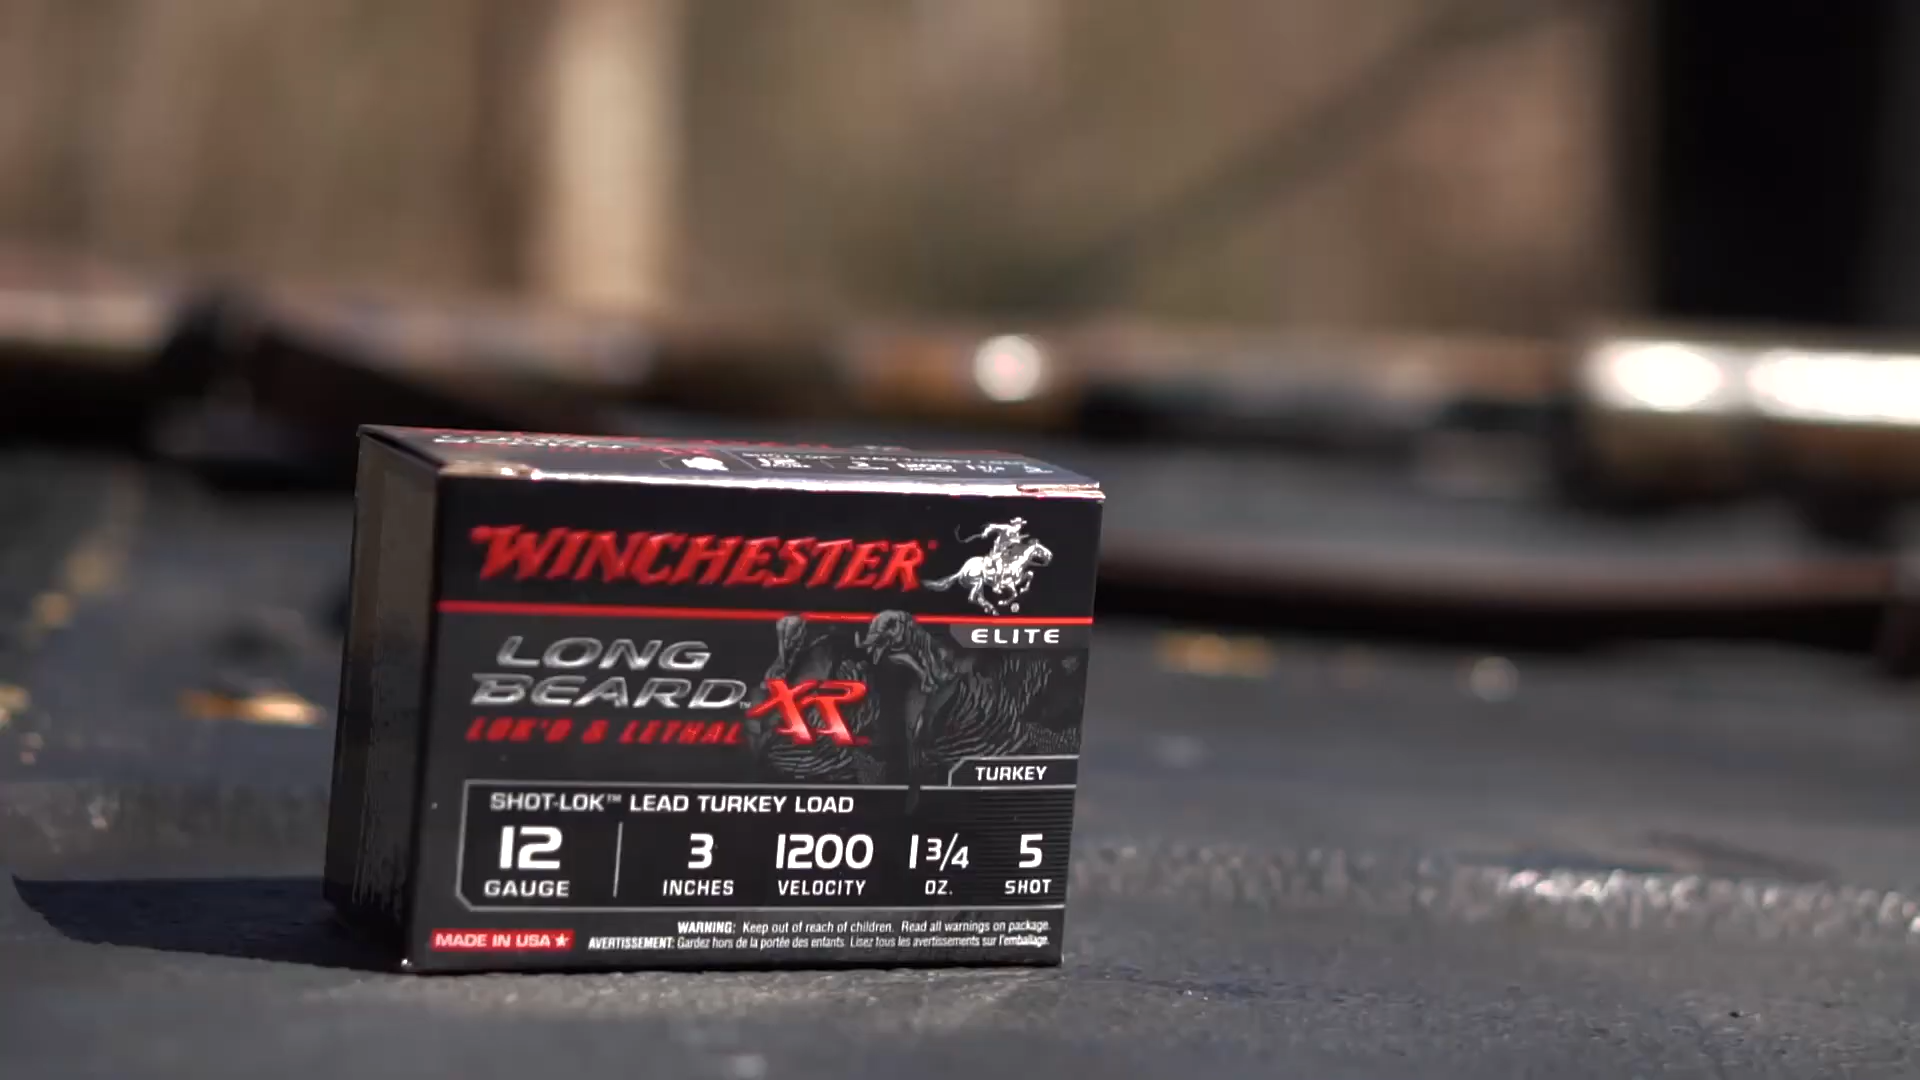 WINCHESTER
ELITE
LONG
BEARD™ XR™
LOK'D & LETHAL
TURKEY
SHOT-LOK™ LEAD TURKEY LOAD
12 3 1200 1 3/4 5
GAUGE INCHES VELOCITY OZ. SHOT
WARNING: Keep out of reach of children. Read all warnings on package.
MADE IN USA AVERTISSEMENT: Gardez hors de la portée des enfants. Lisez tous les avertissements sur l'emballage.